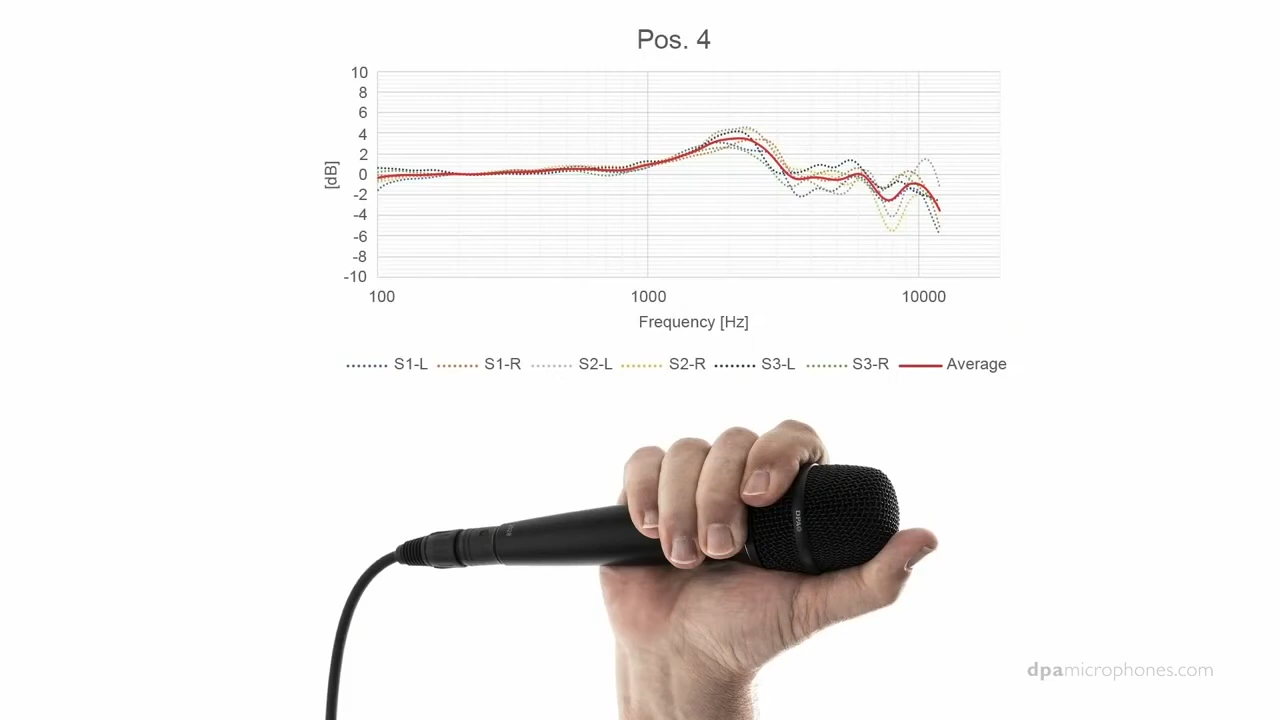 Pos. 4
10
8
6
4
2
0
-2
-4
-6
-8
-10
[dB]
100 1000 10000
Frequency [Hz]
S1-L S1-R S2-L S2-R S3-L S3-R Average
dpamicrophones.com